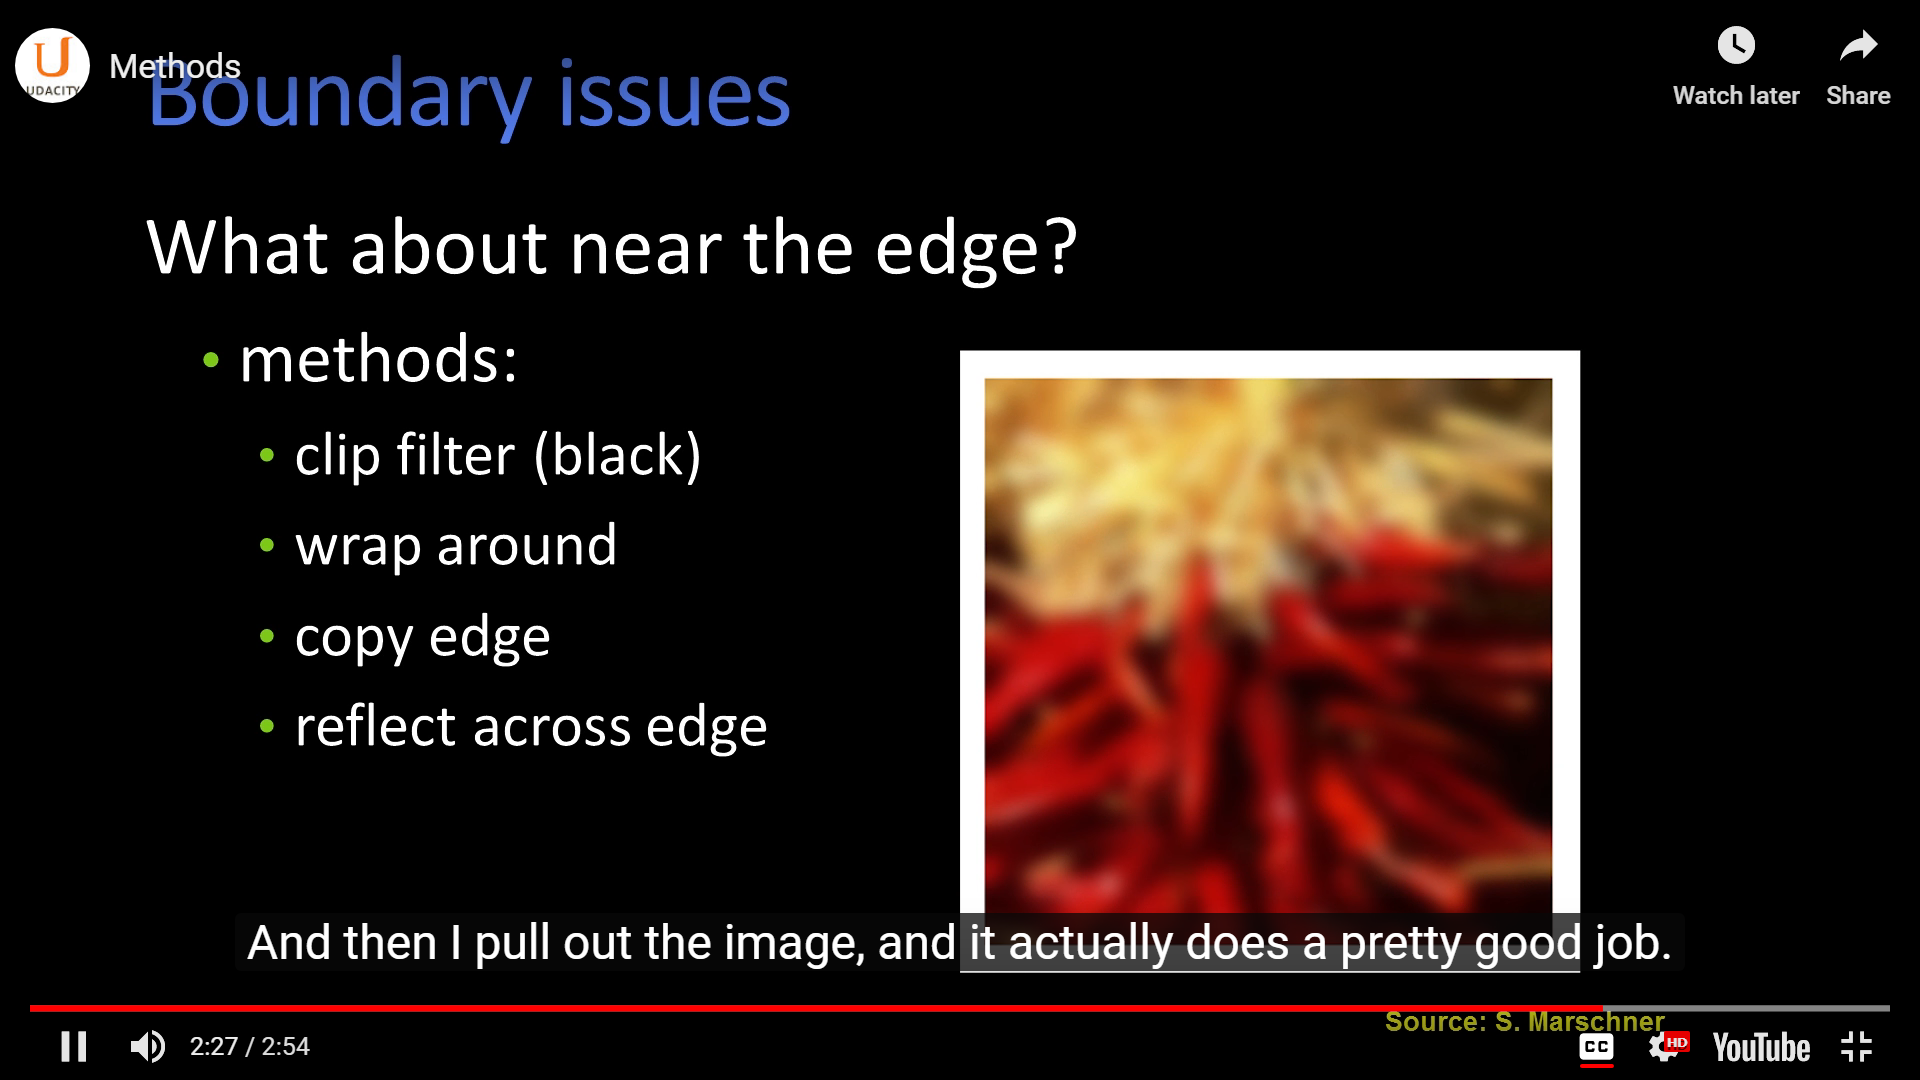 UDACITY
Methods
Watch later
Share
Boundary issues
What about near the edge?
• methods:
• clip filter (black)
• wrap around
• copy edge
• reflect across edge
And then I pull out the image, and it actually does a pretty good job.
Source: S. Marschner
2:27 / 2:54
CC
HD
YouTube